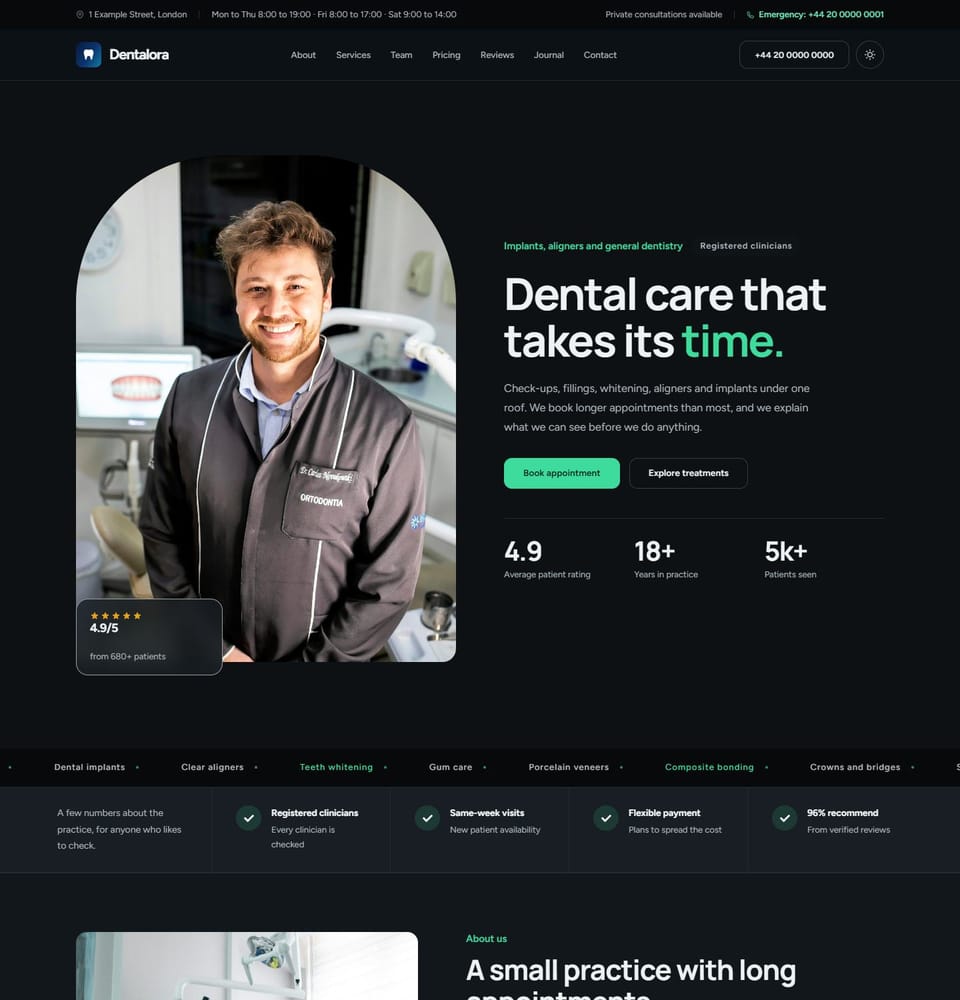 1 Example Street, London
Mon to Thu 8:00 to 19:00 · Fri 8:00 to 17:00 · Sat 9:00 to 14:00
Private consultations available
Emergency: +44 20 0000 0001
Dentalora
About
Services
Team
Pricing
Reviews
Journal
Contact
+44 20 0000 0000
Implants, aligners and general dentistry
Registered clinicians
Dental care that
takes its time.
Check-ups, fillings, whitening, aligners and implants under one
roof. We book longer appointments than most, and we explain
what we can see before we do anything.
Book appointment
Explore treatments
4.9
Average patient rating
18+
Years in practice
5k+
Patients seen
ORTODONTIA
4.9/5
from 680+ patients
Dental implants
Clear aligners
Teeth whitening
Gum care
Porcelain veneers
Composite bonding
Crowns and bridges
A few numbers about the
practice, for anyone who likes
to check.
Registered clinicians
Every clinician is
checked
Same-week visits
New patient availability
Flexible payment
Plans to spread the cost
96% recommend
From verified reviews
About us
A small practice with long
appointments